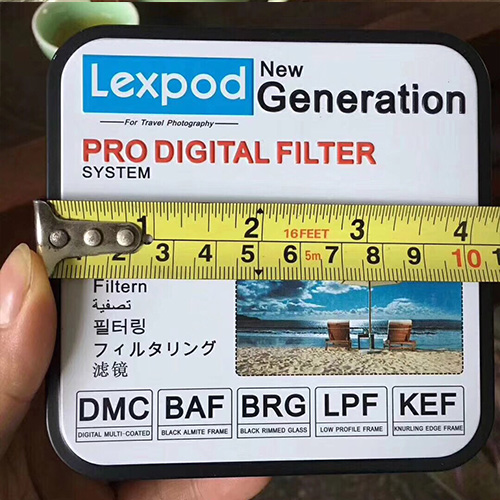 Lexpod
New
Generation
For Travel Photography
PRO DIGITAL FILTER
SYSTEM
1 2 16FEET 3 4
2 3 4 5 6 5m 7 8 9 10
Filtern
تصفية
필터링
フィルタリング
滤镜
DMC BAF BRG LPF KEF
DIGITAL MULTI-COATED BLACK ALMITE FRAME BLACK RIMMED GLASS LOW PROFILE FRAME KNURLING EDGE FRAME